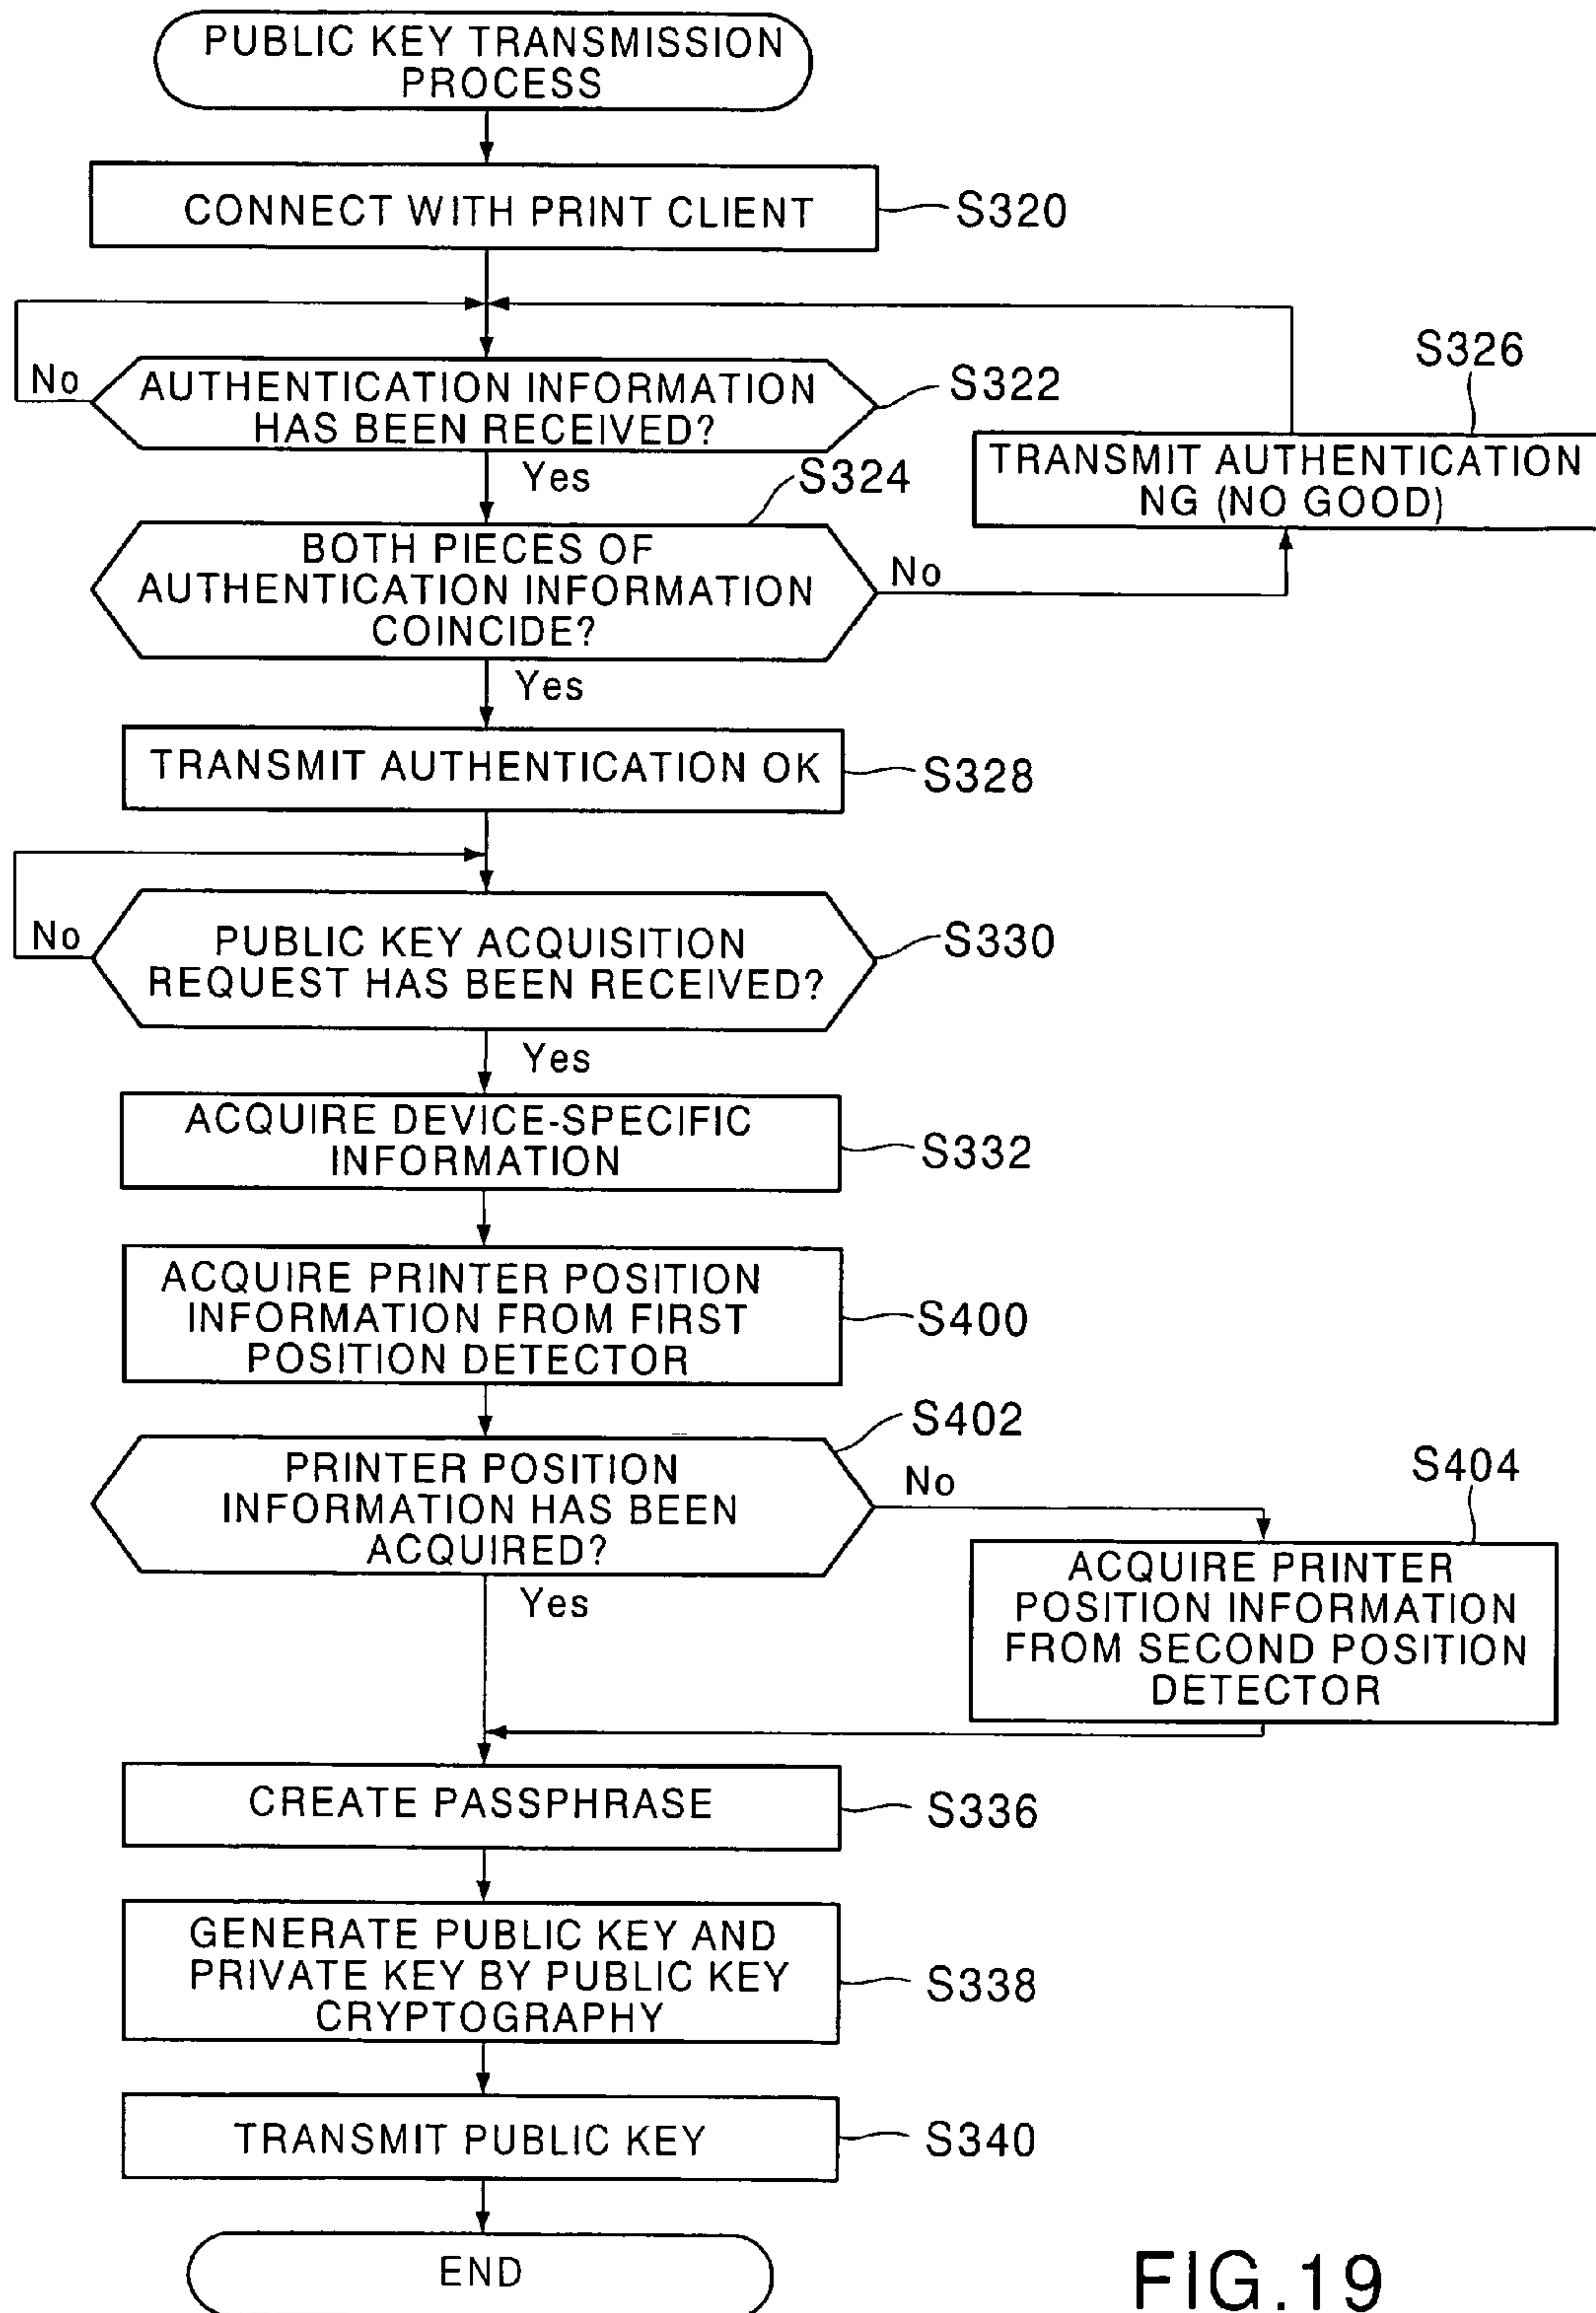 PUBLIC KEY TRANSMISSION
PROCESS
CONNECT WITH PRINT CLIENT
S320
No
AUTHENTICATION INFORMATION
HAS BEEN RECEIVED?
S322
S326
TRANSMIT AUTHENTICATION
NG (NO GOOD)
Yes
S324
BOTH PIECES OF
AUTHENTICATION INFORMATION
COINCIDE?
No
Yes
TRANSMIT AUTHENTICATION OK
S328
No
PUBLIC KEY ACQUISITION
REQUEST HAS BEEN RECEIVED?
S330
Yes
ACQUIRE DEVICE-SPECIFIC
INFORMATION
S332
ACQUIRE PRINTER POSITION
INFORMATION FROM FIRST
POSITION DETECTOR
S400
S402
PRINTER POSITION
INFORMATION HAS BEEN
ACQUIRED?
No
S404
ACQUIRE PRINTER
POSITION INFORMATION
FROM SECOND POSITION
DETECTOR
Yes
CREATE PASSPHRASE
S336
GENERATE PUBLIC KEY AND
PRIVATE KEY BY PUBLIC KEY
CRYPTOGRAPHY
S338
TRANSMIT PUBLIC KEY
S340
END
FIG.19